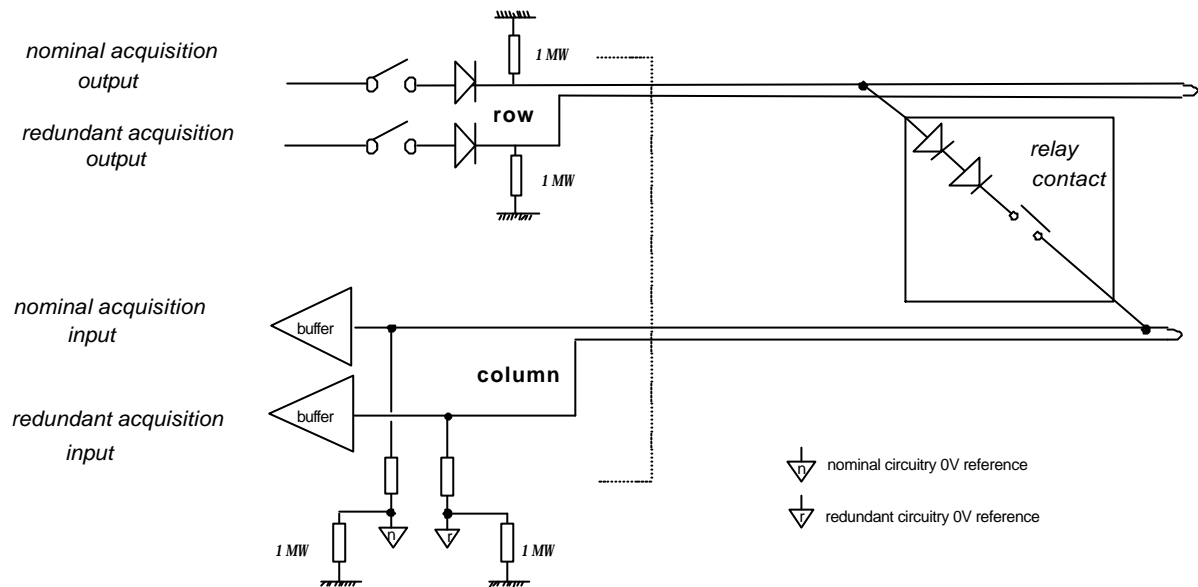 nominal acquisition
output
1 MW
row
redundant acquisition
output
1 MW
relay
contact
nominal acquisition
input
buffer
column
redundant acquisition
input
buffer
n nominal circuitry 0V reference
r redundant circuitry 0V reference
n
r
1 MW
1 MW